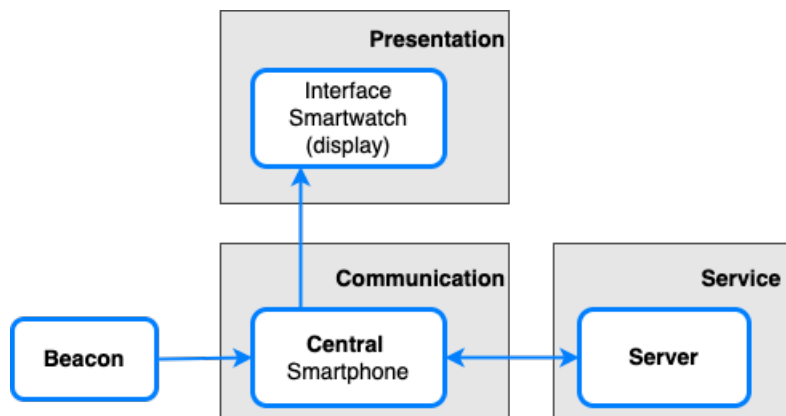 Presentation
Interface
Smartwatch
(display)
Communication
Service
Beacon
Central
Smartphone
Server